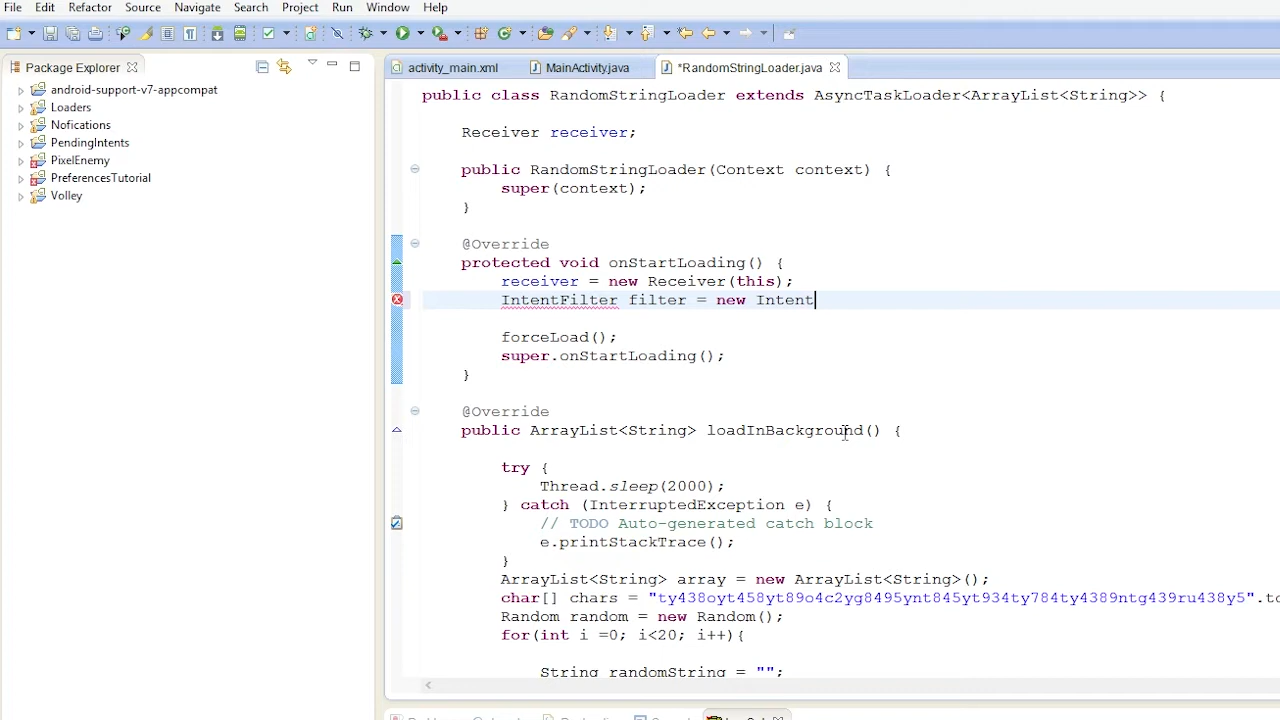 File Edit Refactor Source Navigate Search Project Run Window Help
Package Explorer
activity_main.xml MainActivity.java *RandomStringLoader.java
android-support-v7-appcompat
Loaders
Nofications
PendingIntents
PixelEnemy
PreferencesTutorial
Volley
public class RandomStringLoader extends AsyncTaskLoader<ArrayList<String>> {
Receiver receiver;
public RandomStringLoader(Context context) {
super(context);
}
@Override
protected void onStartLoading() {
receiver = new Receiver(this);
IntentFilter filter = new Intent
forceLoad();
super.onStartLoading();
}
@Override
public ArrayList<String> loadInBackground() {
try {
Thread.sleep(2000);
} catch (InterruptedException e) {
// TODO Auto-generated catch block
e.printStackTrace();
}
ArrayList<String> array = new ArrayList<String>();
char[] chars = "ty438oyt458yt89o4c2yg8495ynt845yt934ty784ty4389ntg439ru438y5".to
Random random = new Random();
for(int i =0; i<20; i++){
String randomString = "";